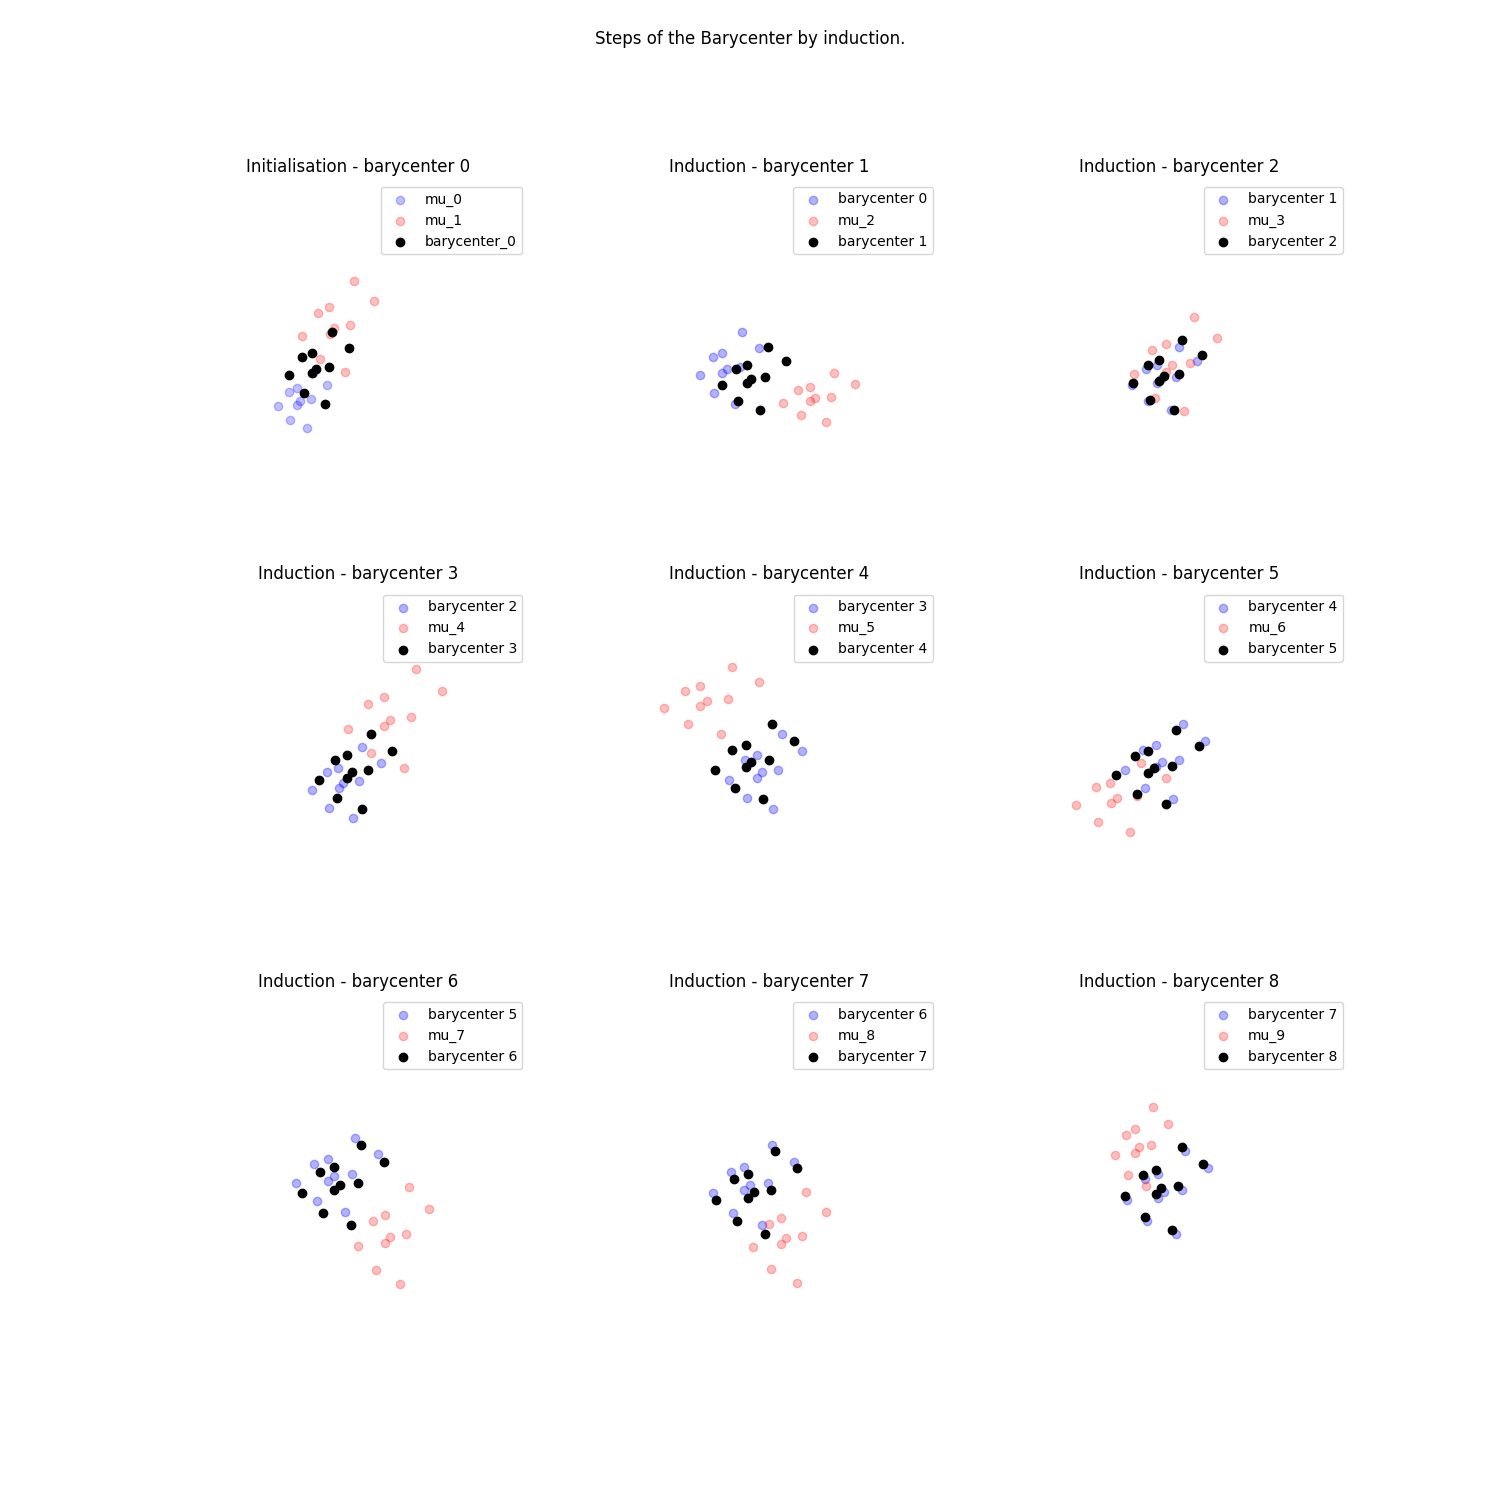 Steps of the Barycenter by induction.
Initialisation - barycenter 0
mu_0
mu_1
barycenter_0
Induction - barycenter 1
barycenter 0
mu_2
barycenter 1
Induction - barycenter 2
barycenter 1
mu_3
barycenter 2
Induction - barycenter 3
barycenter 2
mu_4
barycenter 3
Induction - barycenter 4
barycenter 3
mu_5
barycenter 4
Induction - barycenter 5
barycenter 4
mu_6
barycenter 5
Induction - barycenter 6
barycenter 5
mu_7
barycenter 6
Induction - barycenter 7
barycenter 6
mu_8
barycenter 7
Induction - barycenter 8
barycenter 7
mu_9
barycenter 8